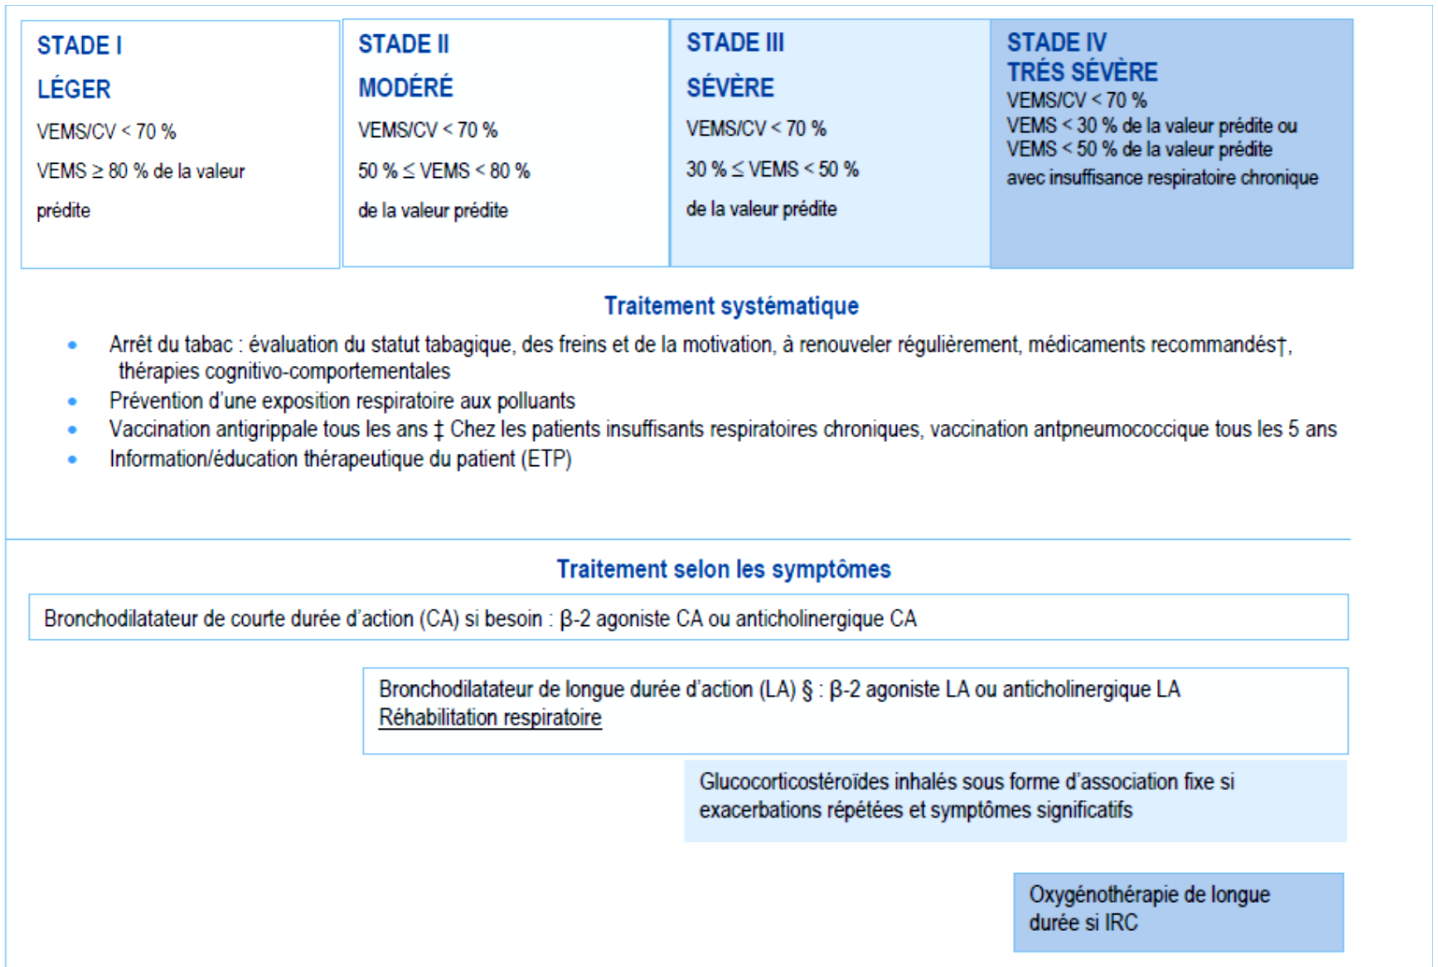 STADE I
LÉGER
VEMS/CV < 70 %
VEMS ≥ 80 % de la valeur
prédite
STADE II
MODÉRÉ
VEMS/CV < 70 %
50 % ≤ VEMS < 80 %
de la valeur prédite
STADE III
SÉVÈRE
VEMS/CV < 70 %
30 % ≤ VEMS < 50 %
de la valeur prédite
STADE IV
TRÉS SÉVÈRE
VEMS/CV < 70 %
VEMS < 30 % de la valeur prédite ou
VEMS < 50 % de la valeur prédite
avec insuffisance respiratoire chronique
Traitement systématique
• Arrêt du tabac : évaluation du statut tabagique, des freins et de la motivation, à renouveler régulièrement, médicaments recommandés†,
thérapies cognitivo-comportementales
• Prévention d’une exposition respiratoire aux polluants
• Vaccination antigrippale tous les ans ‡ Chez les patients insuffisants respiratoires chroniques, vaccination antpneumococcique tous les 5 ans
• Information/éducation thérapeutique du patient (ETP)
Traitement selon les symptômes
Bronchodilatateur de courte durée d’action (CA) si besoin : β-2 agoniste CA ou anticholinergique CA
Bronchodilatateur de longue durée d’action (LA) § : β-2 agoniste LA ou anticholinergique LA
Réhabilitation respiratoire
Glucocorticostéroïdes inhalés sous forme d’association fixe si
exacerbations répétées et symptômes significatifs
Oxygénothérapie de longue
durée si IRC